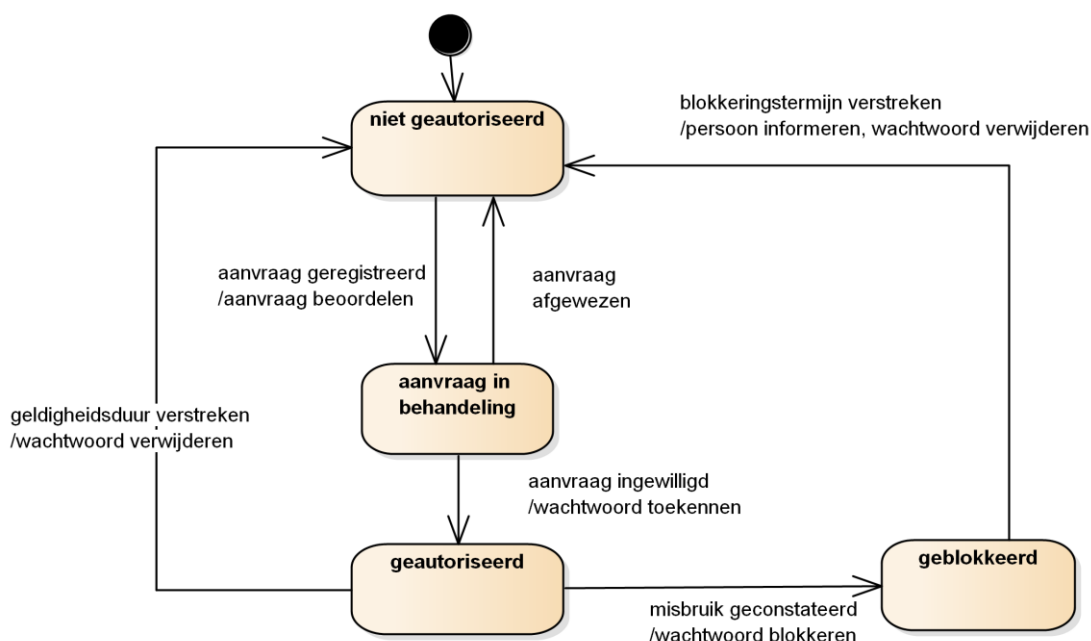 niet geautoriseerd
blokkeringstermijn verstreken
/persoon informeren, wachtwoord verwijderen
aanvraag geregistreerd
/aanvraag beoordelen
aanvraag
afgewezen
aanvraag in
behandeling
geldigheidsduur verstreken
/wachtwoord verwijderen
aanvraag ingewilligd
/wachtwoord toekennen
geautoriseerd
geblokkeerd
misbruik geconstateerd
/wachtwoord blokkeren